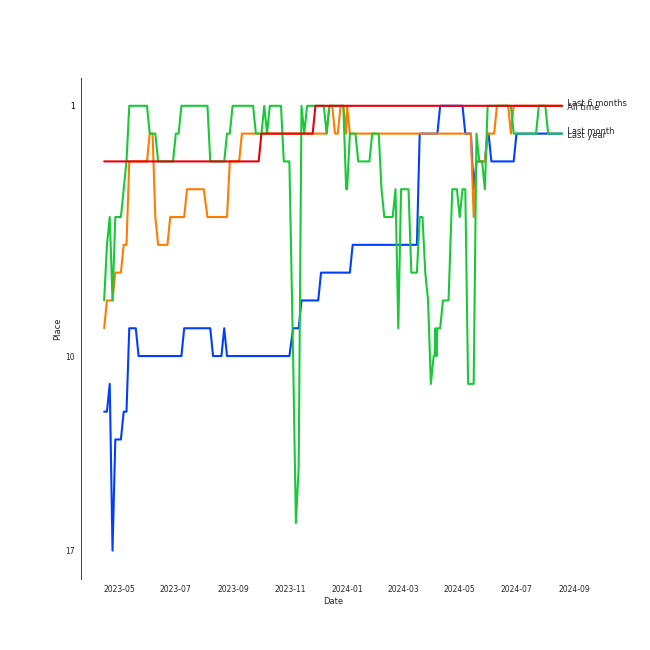 1
Last 6 months
All time
Last month
Last year
Place
10
17
2023-05 2023-07 2023-09 2023-11 2024-01 2024-03 2024-05 2024-07 2024-09
Date